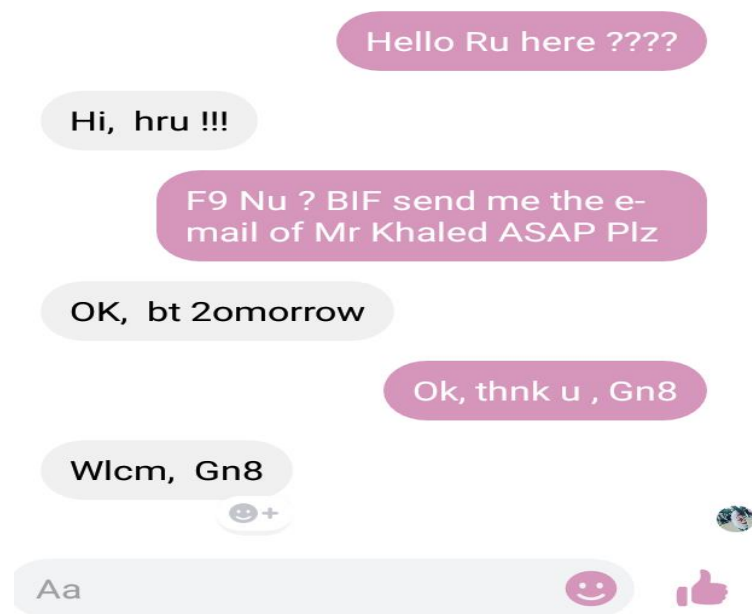 Hello Ru here ????
Hi, hru !!!
F9 Nu ? BIF send me the e-
mail of Mr Khaled ASAP Plz
OK, bt 2omorrow
Ok, thnk u , Gn8
Wlcm, Gn8
Aa